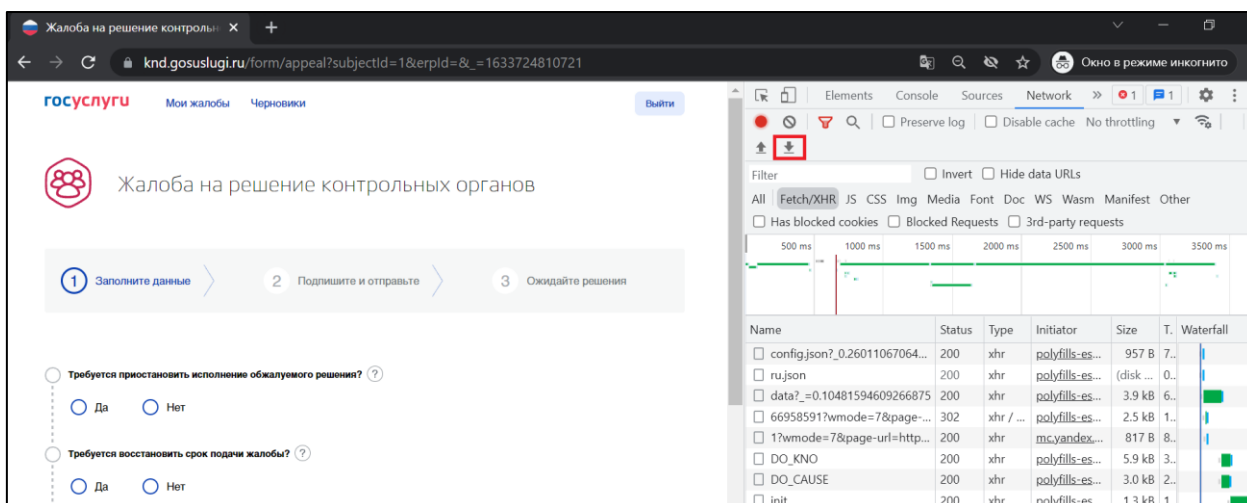 Жалоба на решение контрольн
knd.gosuslugi.ru/form/appeal?subjectId=1&erpId=&_=1633724810721
Окно в режиме инкогнито
госуслуги
Мои жалобы
Черновики
Выйти
Жалоба на решение контрольных органов
1 Заполните данные
2 Подпишите и отправьте
3 Ожидайте решения
Требуется приостановить исполнение обжалуемого решения? ?
Да Нет
Требуется восстановить срок подачи жалобы? ?
Да Нет
Elements Console Sources Network » 1 1
Preserve log Disable cache No throttling
Filter Invert Hide data URLs
All Fetch/XHR JS CSS Img Media Font Doc WS Wasm Manifest Other
Has blocked cookies Blocked Requests 3rd-party requests
500 ms 1000 ms 1500 ms 2000 ms 2500 ms 3000 ms 3500 ms
Name Status Type Initiator Size T. Waterfall
config.json?_0.26011067064... 200 xhr polyfills-es... 957 B 7..
ru.json 200 xhr polyfills-es... (disk ... 0..
data?_=0.10481594609266875 200 xhr polyfills-es... 3.9 kB 6..
66958591?wmode=7&page-... 302 xhr / ... polyfills-es... 2.5 kB 1..
1?wmode=7&page-url=http... 200 xhr mc.yandex.... 817 B 8..
DO_KNO 200 xhr polyfills-es... 5.9 kB 3..
DO_CAUSE 200 xhr polyfills-es... 3.0 kB 2..
init 200 xhr polyfills-es... 1.3 kB 1..